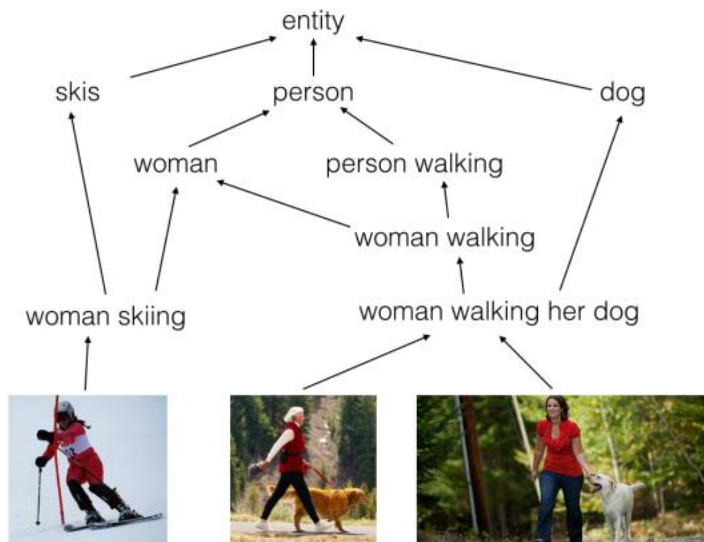 entity
skis person dog
woman person walking
woman walking
woman skiing woman walking her dog